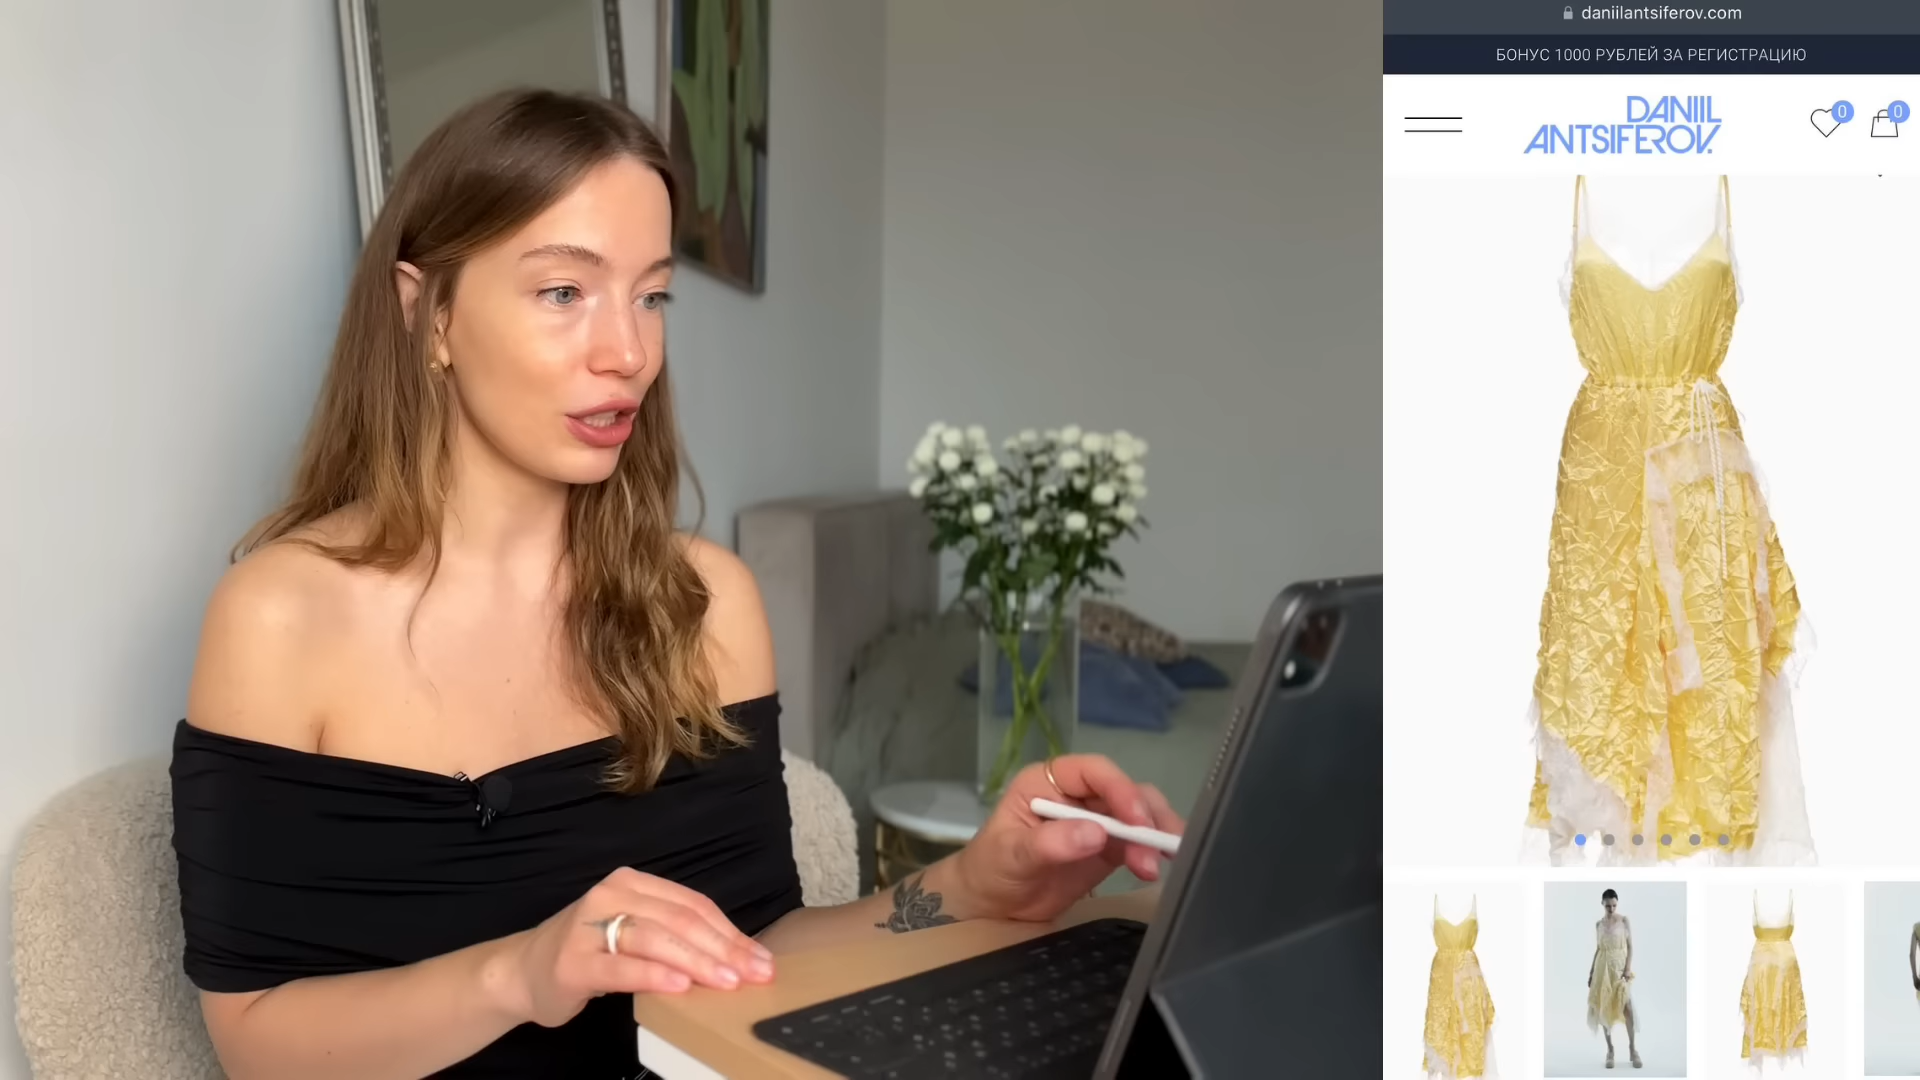 daniilantsiferov.com
БОНУС 1000 РУБЛЕЙ ЗА РЕГИСТРАЦИЮ
DANIIL
ANTSIFEROV.
0
0